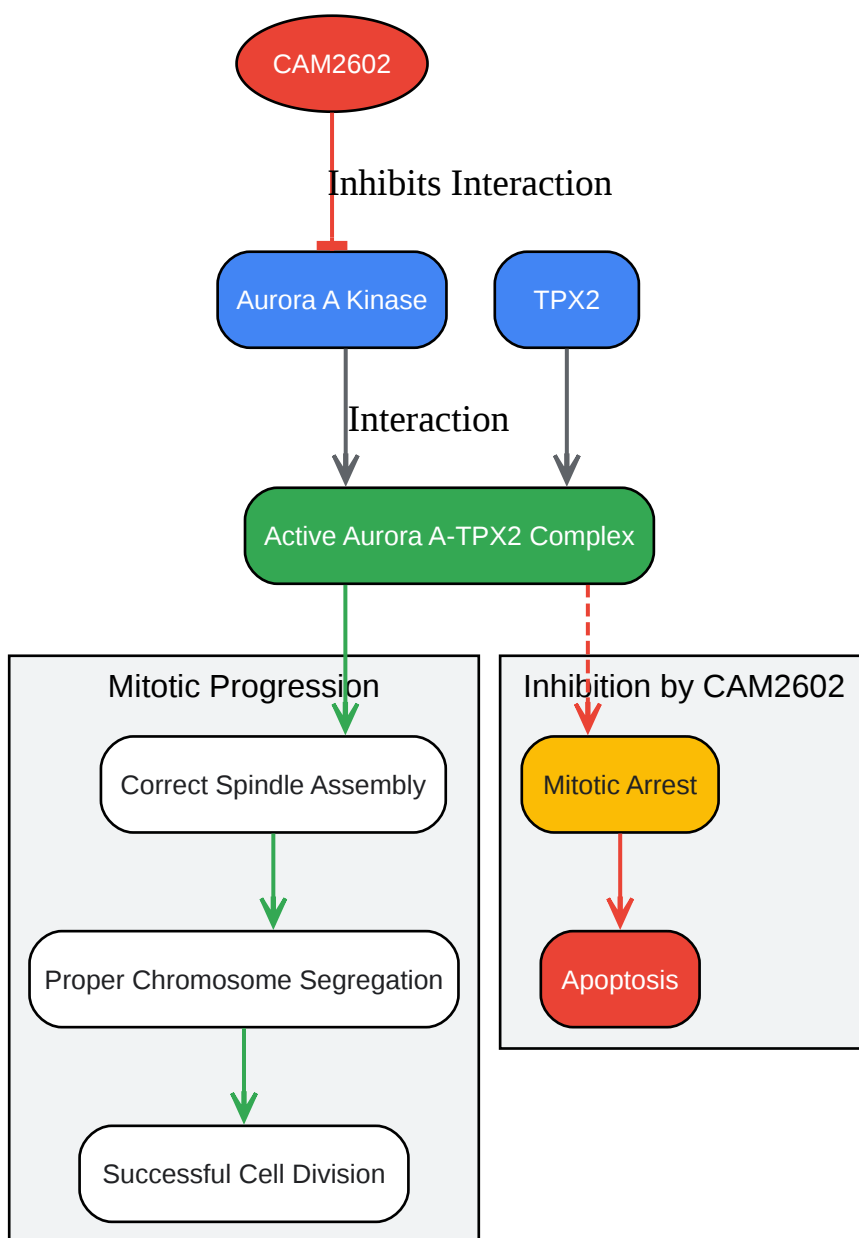 CAM2602
Inhibits Interaction
Aurora A Kinase
TPX2
Interaction
Active Aurora A-TPX2 Complex
Mitotic Progression
Inhibition by CAM2602
Correct Spindle Assembly
Mitotic Arrest
Proper Chromosome Segregation
Apoptosis
Successful Cell Division